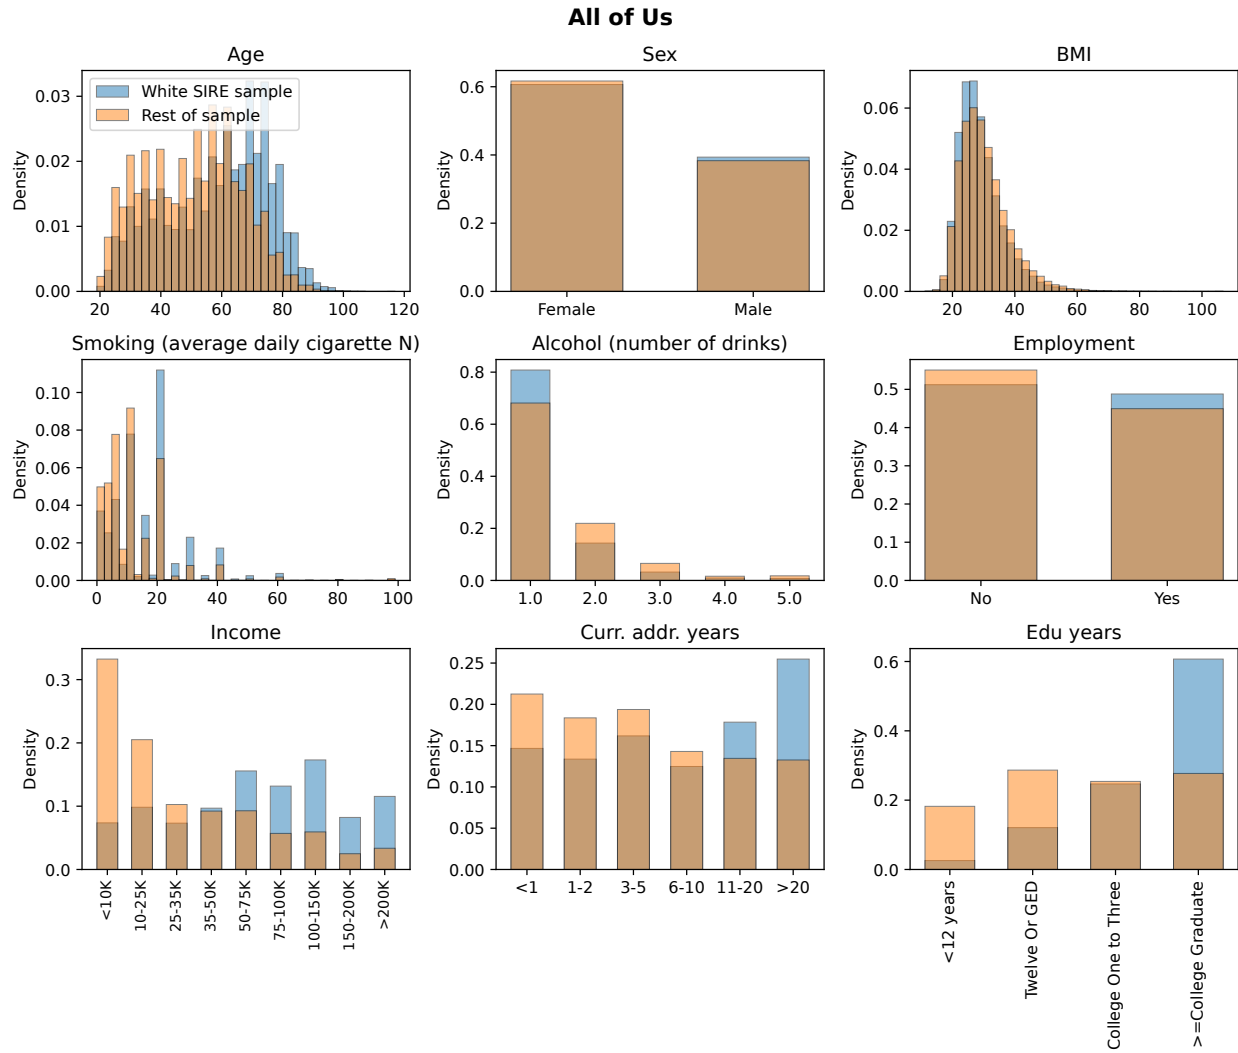 All of Us
Age
Sex
BMI
White SIRE sample
Rest of sample
Density
0.00
0.01
0.02
0.03
20 40 60 80 100 120
Density
0.0
0.2
0.4
0.6
Female Male
Density
0.00
0.02
0.04
0.06
20 40 60 80 100
Smoking (average daily cigarette N)
Alcohol (number of drinks)
Employment
Density
0.00
0.02
0.04
0.06
0.08
0.10
0 20 40 60 80 100
Density
0.0
0.2
0.4
0.6
0.8
1.0 2.0 3.0 4.0 5.0
Density
0.0
0.1
0.2
0.3
0.4
0.5
No Yes
Income
Curr. addr. years
Edu years
Density
0.0
0.1
0.2
0.3
<10K
10-25K
25-35K
35-50K
50-75K
75-100K
100-150K
150-200K
>200K
Density
0.00
0.05
0.10
0.15
0.20
0.25
<1 1-2 3-5 6-10 11-20 >20
Density
0.0
0.2
0.4
0.6
<12 years
Twelve Or GED
College One to Three
>=College Graduate